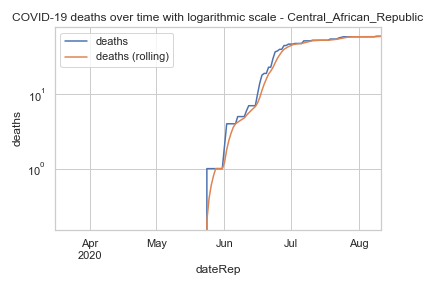 COVID-19 deaths over time with logarithmic scale - Central_African_Republic
deaths
deaths (rolling)
deaths
10¹
10⁰
Apr
2020
May
Jun
Jul
Aug
dateRep